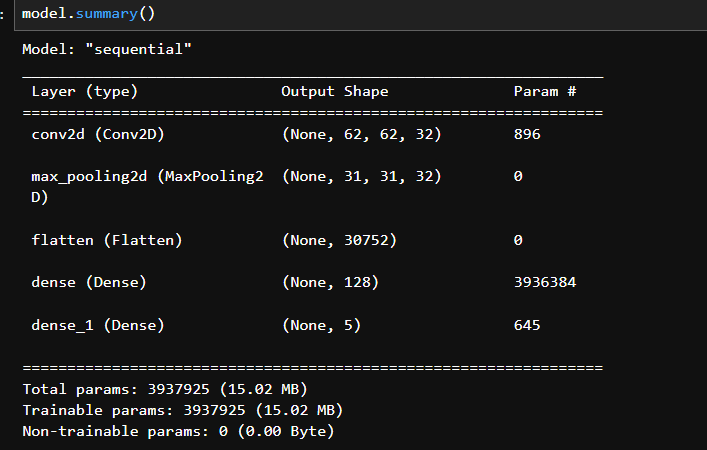 : model.summary()
Model: "sequential"
_________________________________________________________________
Layer (type) Output Shape Param #
=================================================================
conv2d (Conv2D) (None, 62, 62, 32) 896
max_pooling2d (MaxPooling2 (None, 31, 31, 32) 0
D)
flatten (Flatten) (None, 30752) 0
dense (Dense) (None, 128) 3936384
dense_1 (Dense) (None, 5) 645
=================================================================
Total params: 3937925 (15.02 MB)
Trainable params: 3937925 (15.02 MB)
Non-trainable params: 0 (0.00 Byte)